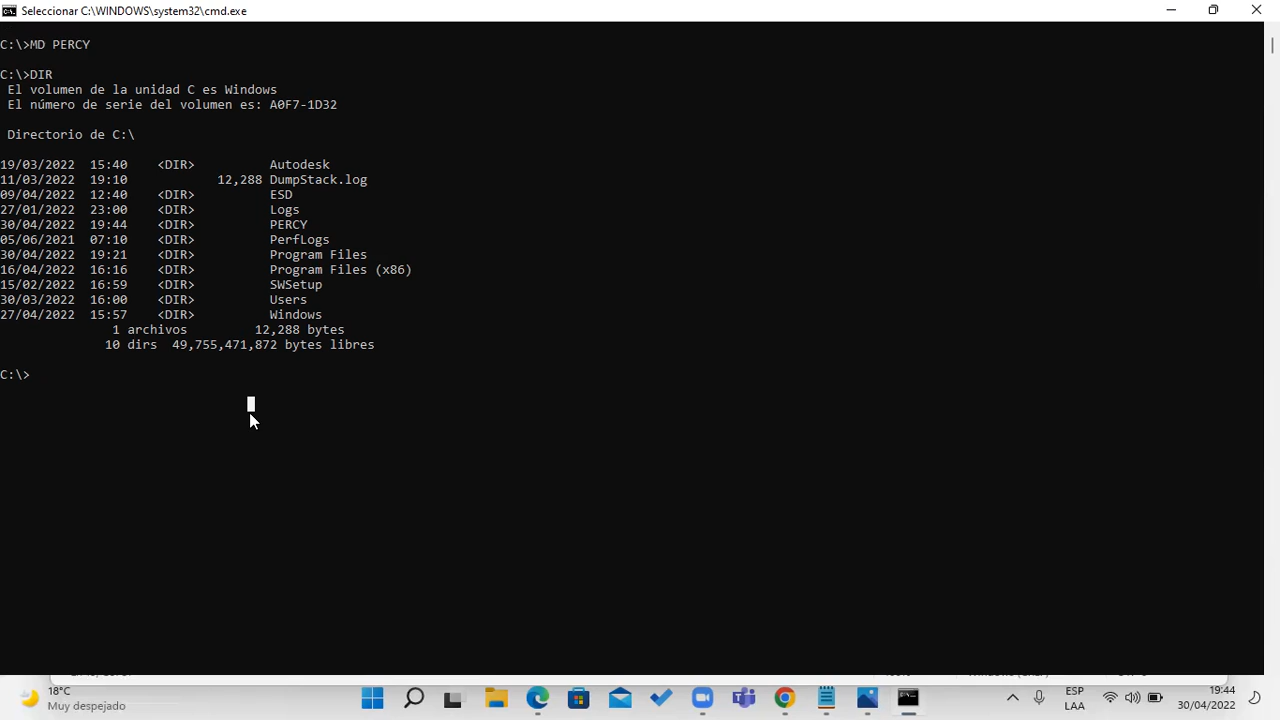 Seleccionar C:\WINDOWS\system32\cmd.exe
C:\>MD PERCY
C:\>DIR
 El volumen de la unidad C es Windows
 El número de serie del volumen es: A0F7-1D32
 Directorio de C:\
19/03/2022  15:40    <DIR>          Autodesk
11/03/2022  19:10            12,288 DumpStack.log
09/04/2022  12:40    <DIR>          ESD
27/01/2022  23:00    <DIR>          Logs
30/04/2022  19:44    <DIR>          PERCY
05/06/2021  07:10    <DIR>          PerfLogs
30/04/2022  19:21    <DIR>          Program Files
16/04/2022  16:16    <DIR>          Program Files (x86)
15/02/2022  16:59    <DIR>          SWSetup
30/03/2022  16:00    <DIR>          Users
27/04/2022  15:57    <DIR>          Windows
               1 archivos         12,288 bytes
              10 dirs  49,755,471,872 bytes libres
C:\>
18°C
Muy despejado
ESP
LAA
19:44
30/04/2022